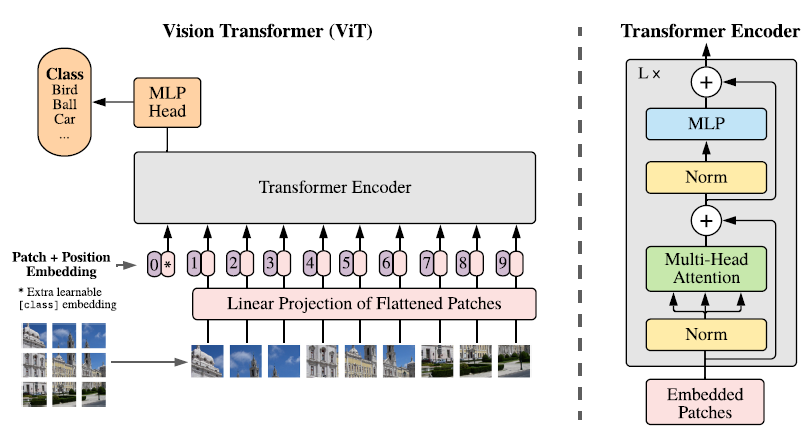 Vision Transformer (ViT)
Class
Bird
Ball
Car
...
MLP
Head
Transformer Encoder
Patch + Position
Embedding
* Extra learnable
[class] embedding
0 * 1 2 3 4 5 6 7 8 9
Linear Projection of Flattened Patches
Transformer Encoder
L x
+
MLP
Norm
+
Multi-Head
Attention
Norm
Embedded
Patches